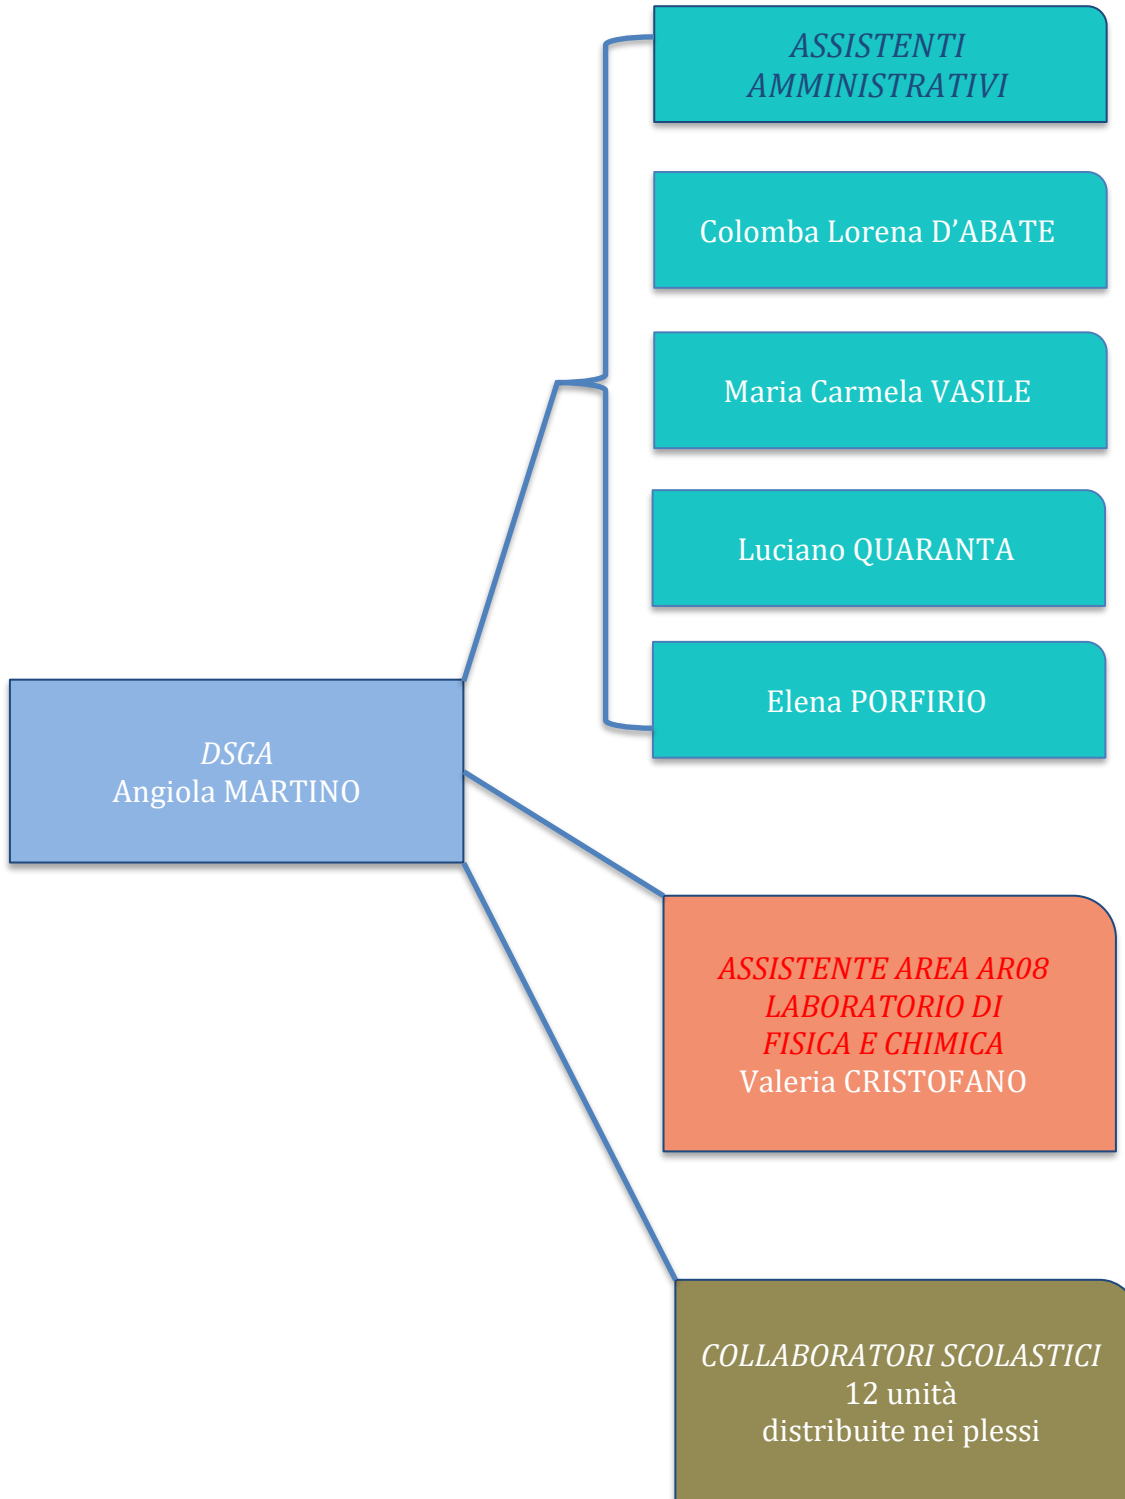 ASSISTENTI
AMMINISTRATIVI
Colomba Lorena D’ABATE
Maria Carmela VASILE
Luciano QUARANTA
Elena PORFIRIO
DSGA
Angiola MARTINO
ASSISTENTE AREA AR08
LABORATORIO DI
FISICA E CHIMICA
Valeria CRISTOFANO
COLLABORATORI SCOLASTICI
12 unità
distribuite nei plessi